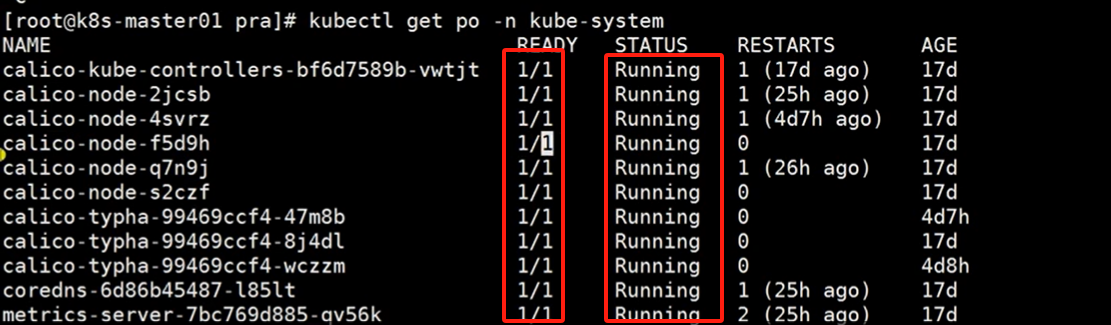 [root@k8s-master01 pra]# kubectl get po -n kube-system
NAME READY STATUS RESTARTS AGE
calico-kube-controllers-bf6d7589b-vwtjt 1/1 Running 1 (17d ago) 17d
calico-node-2jcsb 1/1 Running 1 (25h ago) 17d
calico-node-4svrz 1/1 Running 1 (4d7h ago) 17d
calico-node-f5d9h 1/1 Running 0 17d
calico-node-q7n9j 1/1 Running 1 (26h ago) 17d
calico-node-s2czf 1/1 Running 0 17d
calico-typha-99469ccf4-47m8b 1/1 Running 0 4d7h
calico-typha-99469ccf4-8j4dl 1/1 Running 0 17d
calico-typha-99469ccf4-wczzm 1/1 Running 0 4d8h
coredns-6d86b45487-l85lt 1/1 Running 1 (25h ago) 17d
metrics-server-7bc769d885-qv56k 1/1 Running 2 (25h ago) 17d